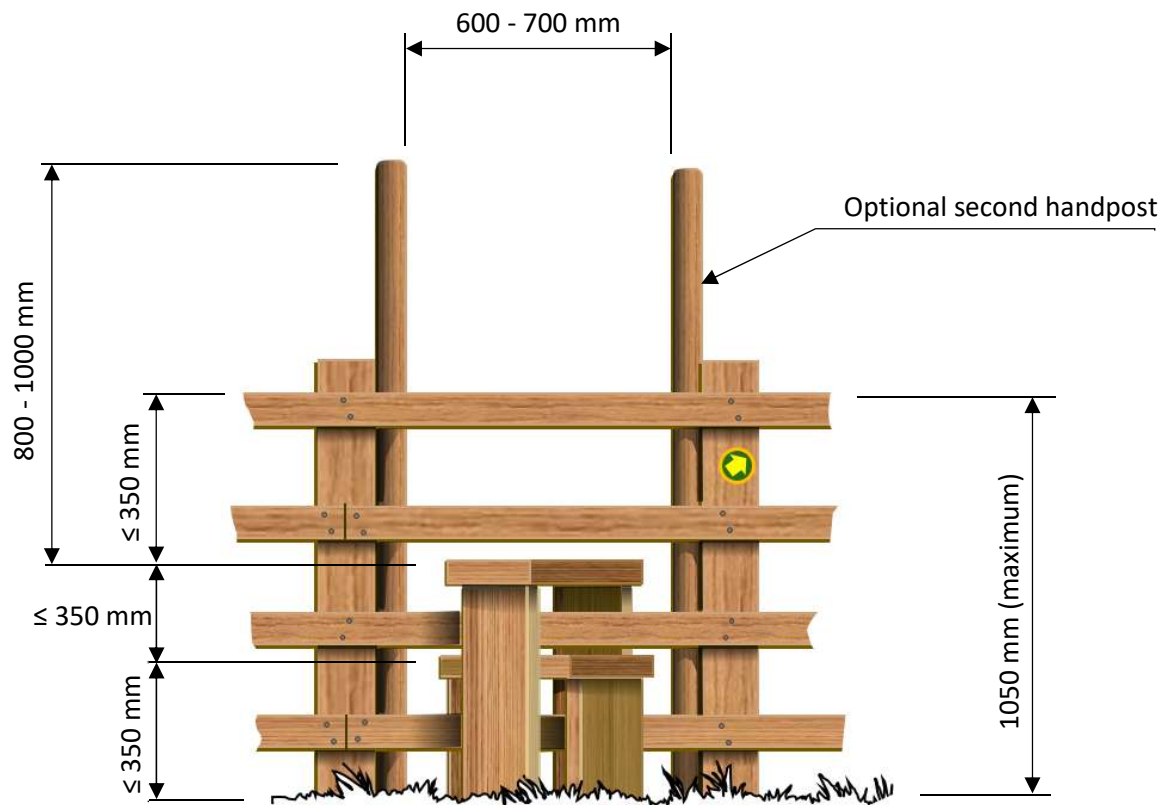 600 - 700 mm
Optional second handpost
800 - 1000 mm
≤ 350 mm
≤ 350 mm
≤ 350 mm
1050 mm (maximum)